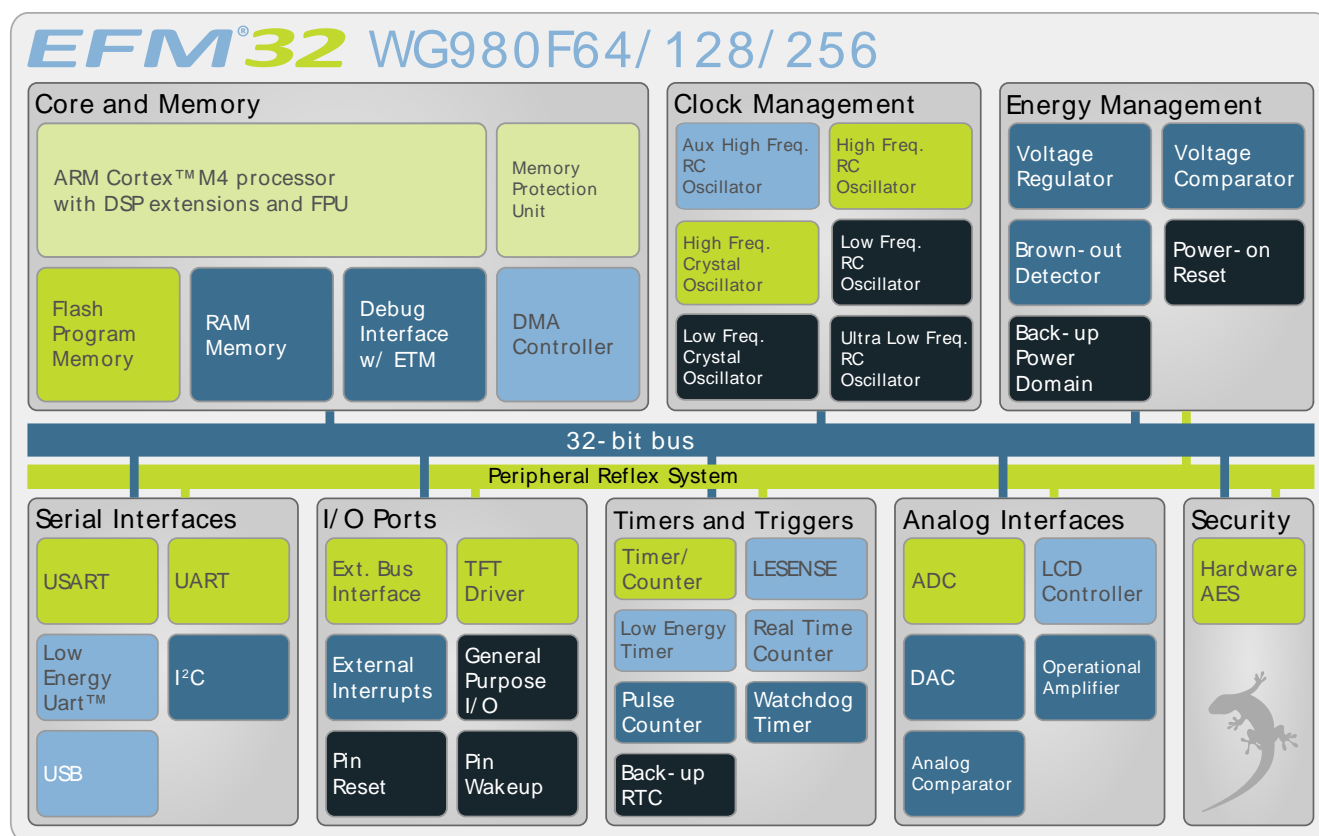 EFM®32 WG980F64/128/256
Core and Memory
ARM Cortex™ M4 processor
with DSP extensions and FPU
Memory
Protection
Unit
Flash
Program
Memory
RAM
Memory
Debug
Interface
w/ ETM
DMA
Controller
Clock Management
Aux High Freq.
RC
Oscillator
High Freq.
RC
Oscillator
High Freq.
Crystal
Oscillator
Low Freq.
RC
Oscillator
Low Freq.
Crystal
Oscillator
Ultra Low Freq.
RC
Oscillator
Energy Management
Voltage
Regulator
Voltage
Comparator
Brown-out
Detector
Power-on
Reset
Back-up
Power
Domain
32-bit bus
Peripheral Reflex System
Serial Interfaces
USART
UART
Low
Energy
Uart™
I²C
USB
I/O Ports
Ext. Bus
Interface
TFT
Driver
External
Interrupts
General
Purpose
I/O
Pin
Reset
Pin
Wakeup
Timers and Triggers
Timer/
Counter
LESENSE
Low Energy
Timer
Real Time
Counter
Pulse
Counter
Watchdog
Timer
Back-up
RTC
Analog Interfaces
ADC
LCD
Controller
DAC
Operational
Amplifier
Analog
Comparator
Security
Hardware
AES